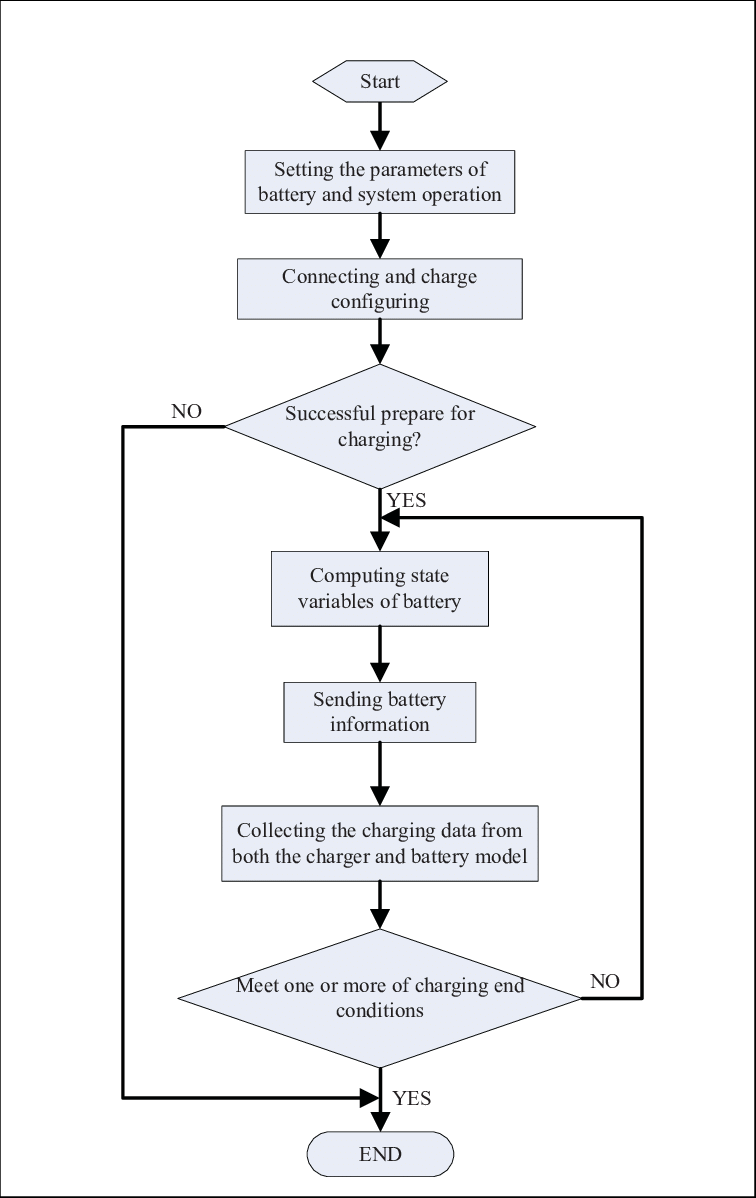 Start
Setting the parameters of
battery and system operation
Connecting and charge
configuring
NO
Successful prepare for
charging?
YES
Computing state
variables of battery
Sending battery
information
Collecting the charging data from
both the charger and battery model
Meet one or more of charging end
conditions
NO
YES
END